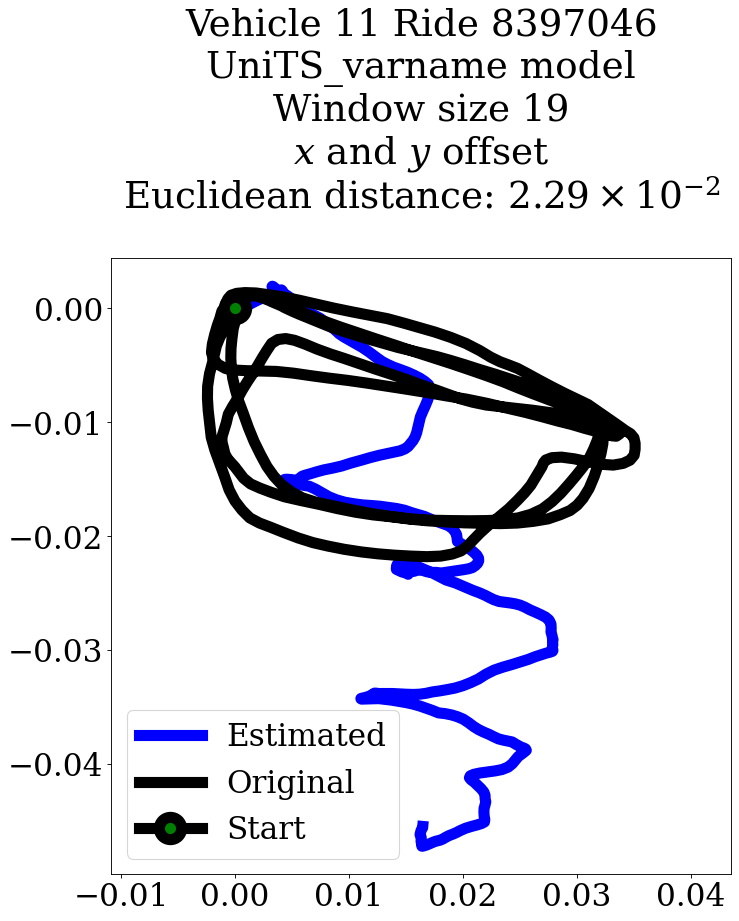 Vehicle 11 Ride 8397046
UniTS_varname model
Window size 19
x and y offset
Euclidean distance: 2.29 × 10⁻²
0.00
−0.01
−0.02
−0.03
−0.04
Estimated
Original
Start
−0.01 0.00 0.01 0.02 0.03 0.04